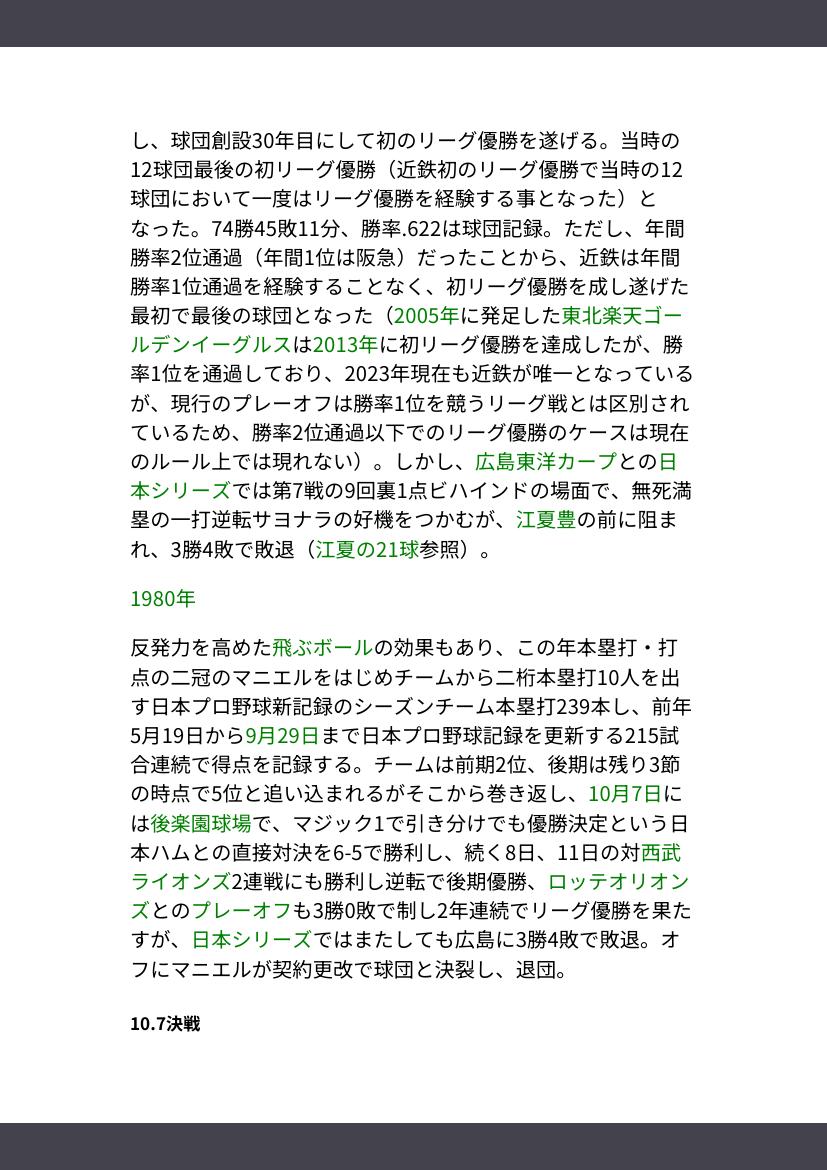 し、球団創設30年目にして初のリーグ優勝を遂げる。当時の
12球団最後の初リーグ優勝（近鉄初のリーグ優勝で当時の12
球団において一度はリーグ優勝を経験する事となった）と
なった。74勝45敗11分、勝率.622は球団記録。ただし、年間
勝率2位通過（年間1位は阪急）だったことから、近鉄は年間
勝率1位通過を経験することなく、初リーグ優勝を成し遂げた
最初で最後の球団となった（2005年に発足した東北楽天ゴー
ルデンイーグルスは2013年に初リーグ優勝を達成したが、勝
率1位を通過しており、2023年現在も近鉄が唯一となっている
が、現行のプレーオフは勝率1位を競うリーグ戦とは区別され
ているため、勝率2位通過以下でのリーグ優勝のケースは現在
のルール上では現れない）。しかし、広島東洋カープとの日
本シリーズでは第7戦の9回裏1点ビハインドの場面で、無死満
塁の一打逆転サヨナラの好機をつかむが、江夏豊の前に阻ま
れ、3勝4敗で敗退（江夏の21球参照）。
1980年
反発力を高めた飛ぶボールの効果もあり、この年本塁打・打
点の二冠のマニエルをはじめチームから二桁本塁打10人を出
す日本プロ野球新記録のシーズンチーム本塁打239本し、前年
5月19日から9月29日まで日本プロ野球記録を更新する215試
合連続で得点を記録する。チームは前期2位、後期は残り3節
の時点で5位と追い込まれるがそこから巻き返し、10月7日に
は後楽園球場で、マジック1で引き分けでも優勝決定という日
本ハムとの直接対決を6-5で勝利し、続く8日、11日の対西武
ライオンズ2連戦にも勝利し逆転で後期優勝、ロッテオリオン
ズとのプレーオフも3勝0敗で制し2年連続でリーグ優勝を果た
すが、日本シリーズではまたしても広島に3勝4敗で敗退。オ
フにマニエルが契約更改で球団と決裂し、退団。
10.7決戦